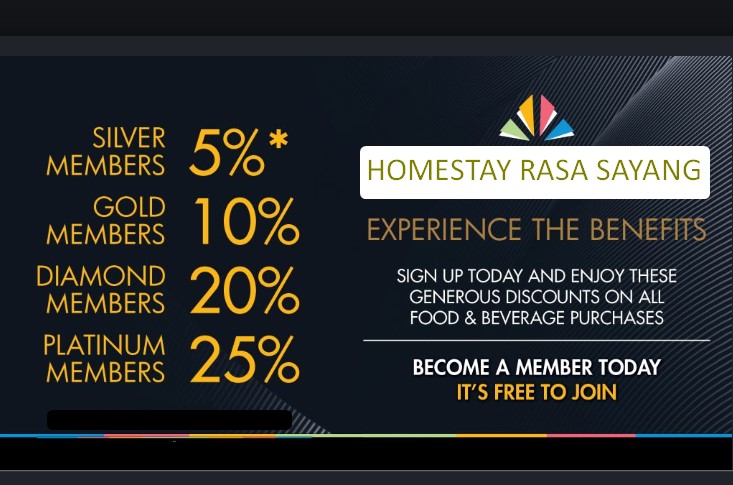 SILVER
MEMBERS
5%*
GOLD
MEMBERS
10%
DIAMOND
MEMBERS
20%
PLATINUM
MEMBERS
25%
HOMESTAY RASA SAYANG
EXPERIENCE THE BENEFITS
SIGN UP TODAY AND ENJOY THESE
GENEROUS DISCOUNTS ON ALL
FOOD & BEVERAGE PURCHASES
BECOME A MEMBER TODAY
IT'S FREE TO JOIN